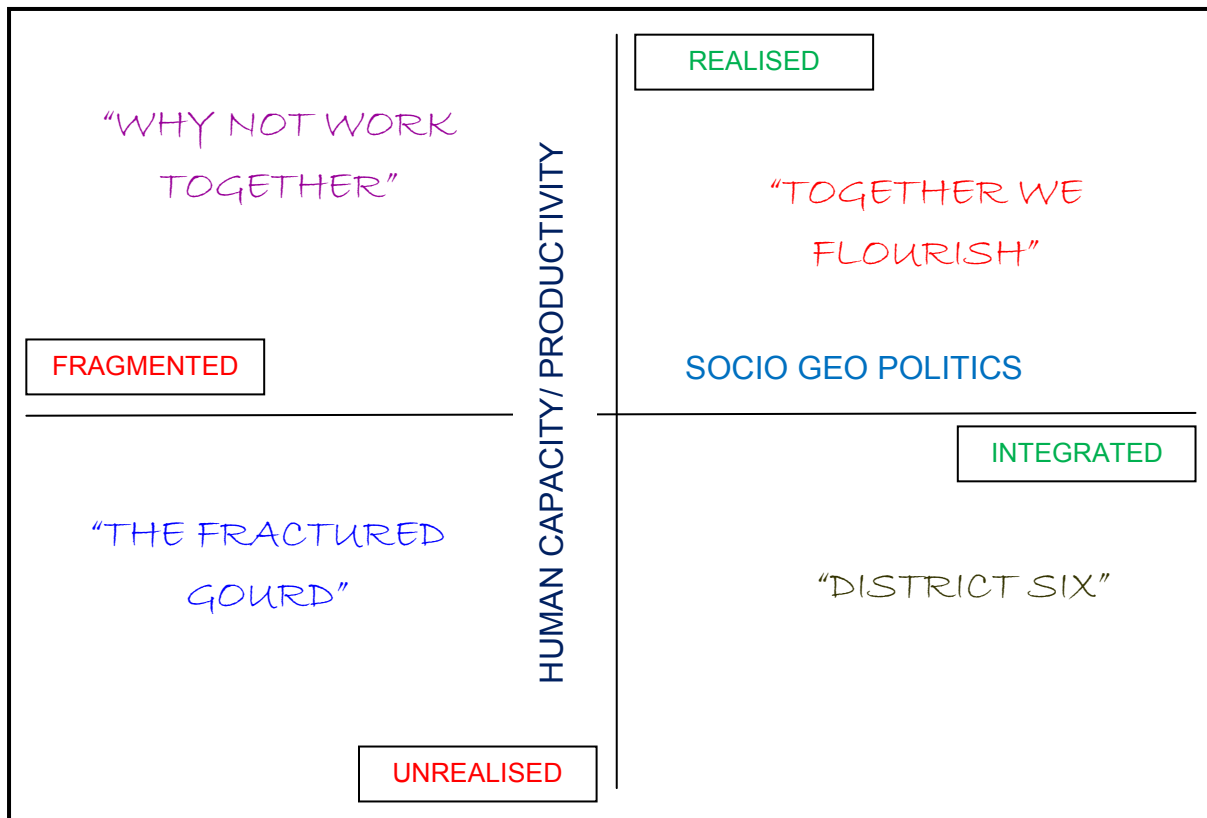 REALISED
“WHY NOT WORK
TOGETHER”
“TOGETHER WE
FLOURISH”
HUMAN CAPACITY/ PRODUCTIVITY
FRAGMENTED
SOCIO GEO POLITICS
INTEGRATED
“THE FRACTURED
GOURD”
“DISTRICT SIX”
UNREALISED